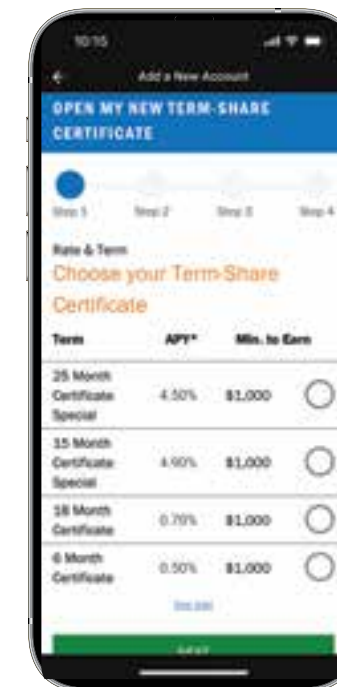 10:15
Add a New Account
OPEN MY NEW TERM-SHARE
CERTIFICATE
Step 1 Step 2 Step 3 Step 4
Rate & Term
Choose your Term-Share
Certificate
Term APY* Min. to Earn
25 Month
Certificate
Special
4.50% $1,000
15 Month
Certificate
Special
4.90% $1,000
18 Month
Certificate
0.70% $1,000
6 Month
Certificate
0.50% $1,000
NEXT